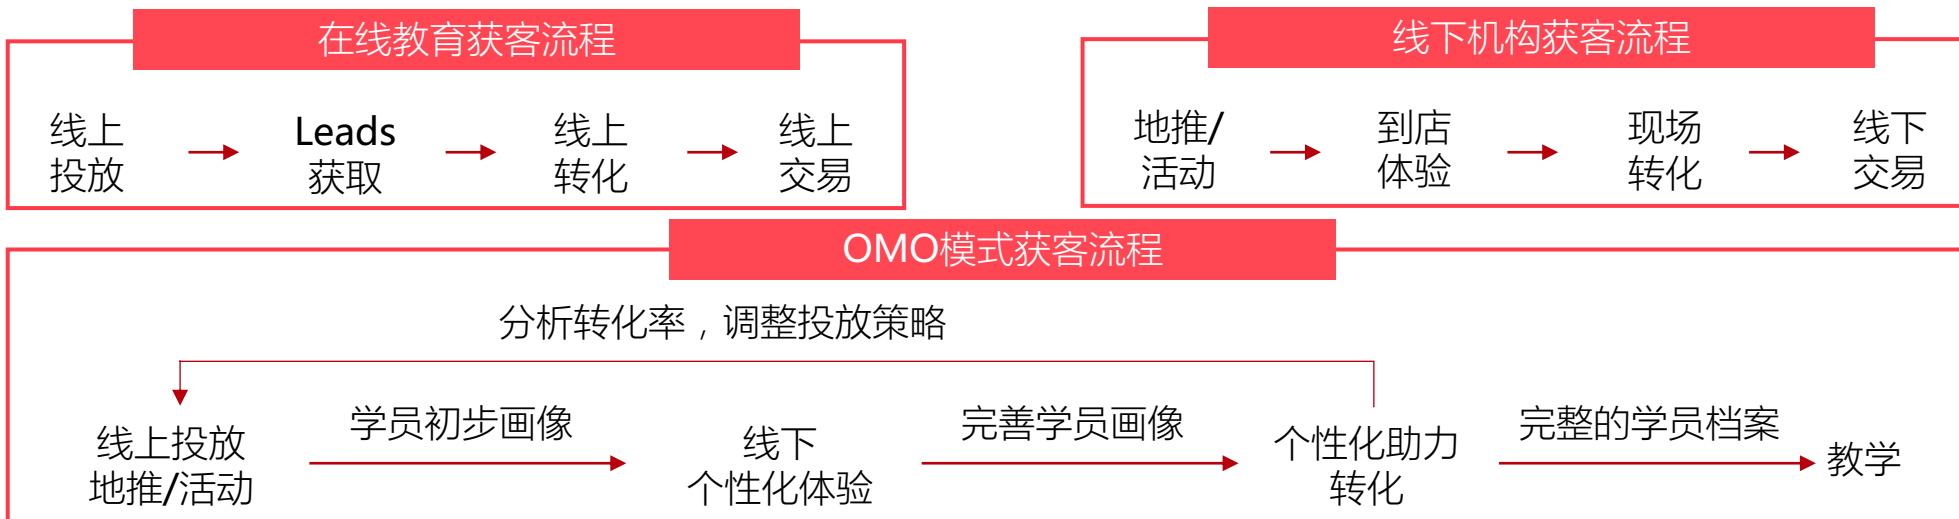 在线教育获客流程
线上
投放
Leads
获取
线上
转化
线上
交易
线下机构获客流程
地推/
活动
到店
体验
现场
转化
线下
交易
OMO模式获客流程
分析转化率，调整投放策略
线上投放
地推/活动
学员初步画像
线下
个性化体验
完善学员画像
个性化助力
转化
完整的学员档案
教学